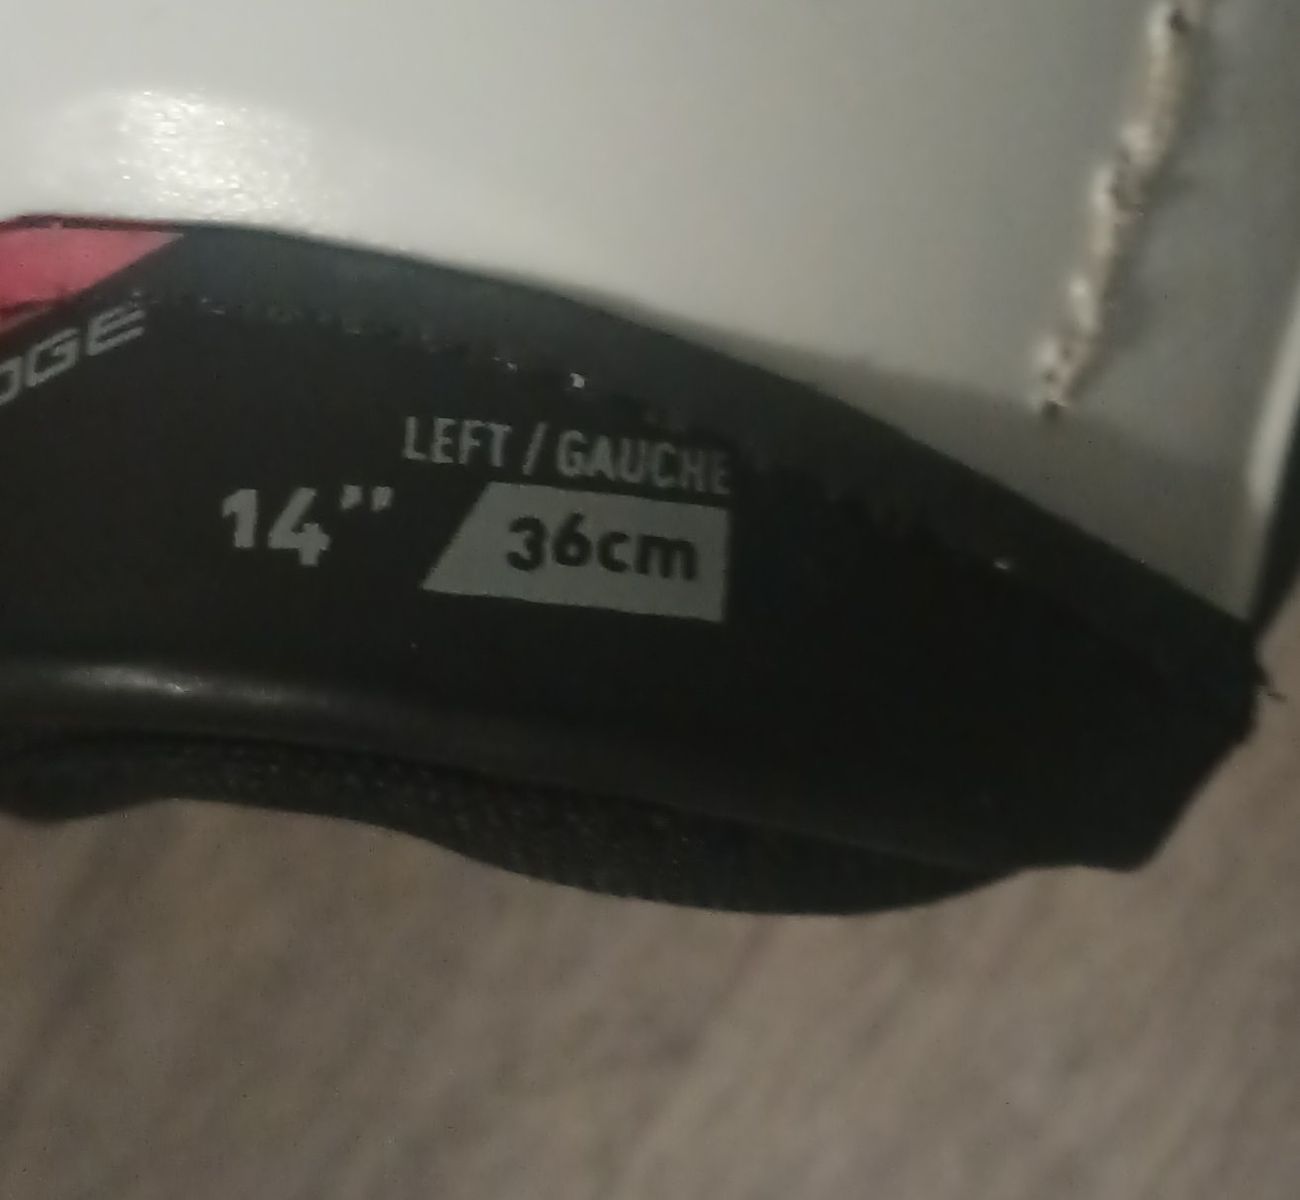 LEFT / GAUCHE
14"
36cm